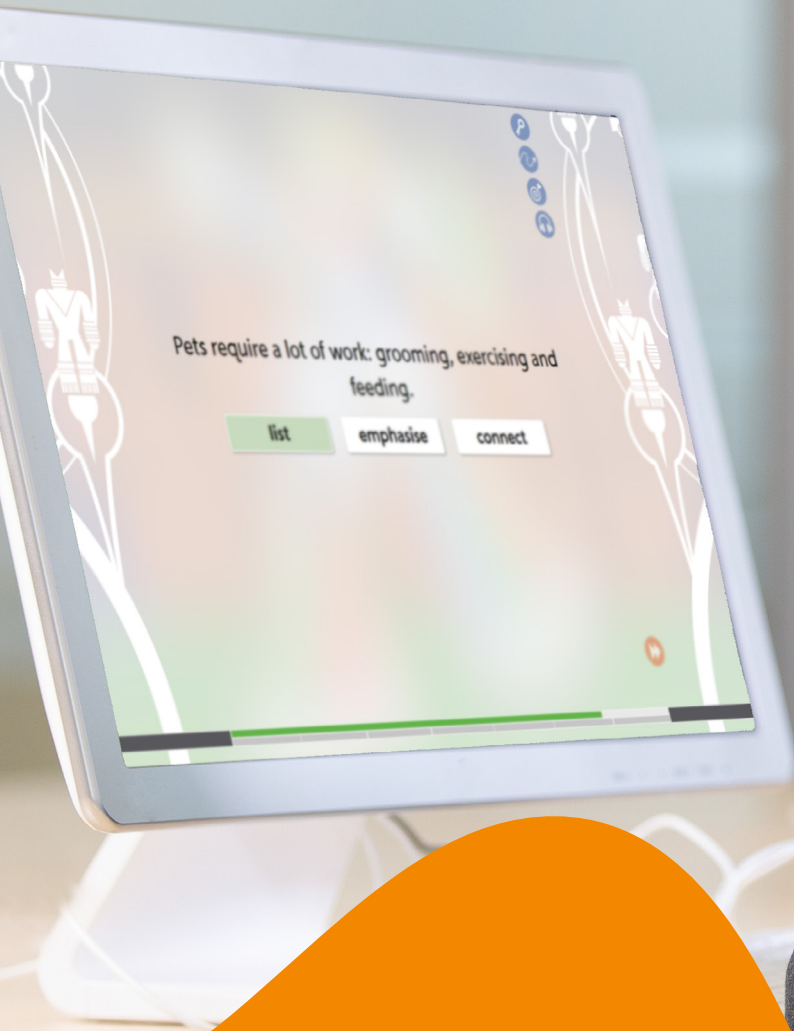 Pets require a lot of work: grooming, exercising and
feeding.
list
emphasise
connect